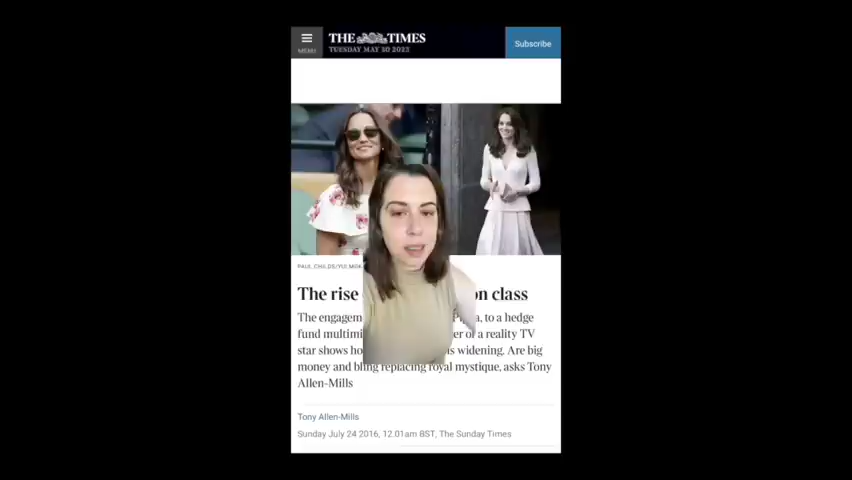 THE TIMES
Subscribe
MENU
TUESDAY MAY 30 2023
PAUL CHILDS/
The rise on class
The engagem to a hedge
fund multimi er of a reality TV
star shows ho is widening. Are big
money and bling replacing royal mystique, asks Tony
Allen-Mills
Tony Allen-Mills
Sunday July 24 2016, 12.01am BST, The Sunday Times